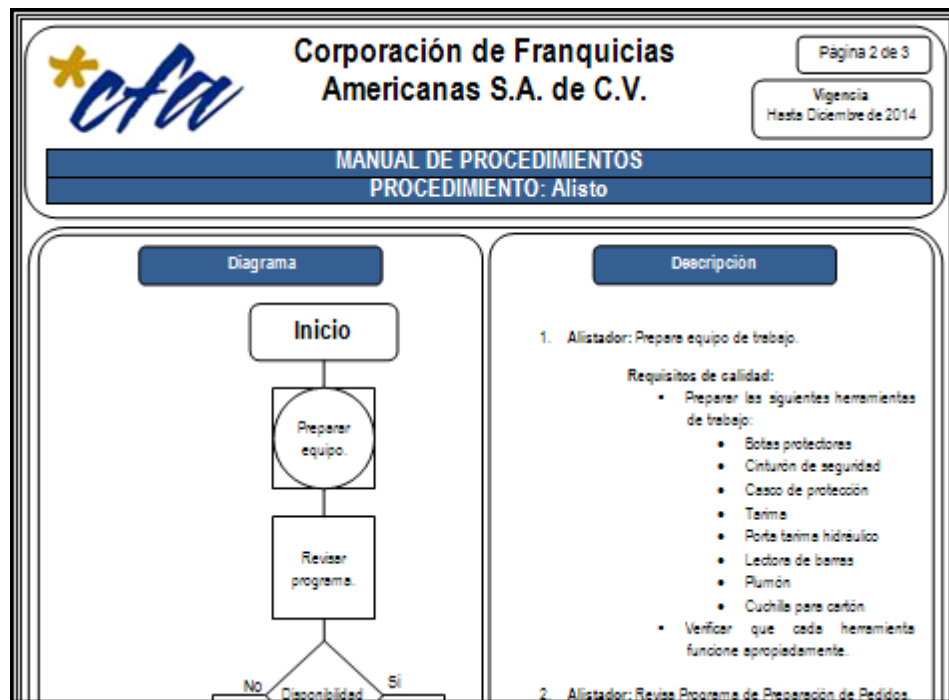 cfa
Corporación de Franquicias
Americanas S.A. de C.V.
Página 2 de 3
Vigencia
Hasta Diciembre de 2014
MANUAL DE PROCEDIMIENTOS
PROCEDIMIENTO: Alisto
Diagrama
Inicio
Preparar
equipo.
Revisar
programa.
No
Disponibilidad
Sí
Descripción
1. Alistador: Prepara equipo de trabajo.
Requisitos de calidad:
▪ Preparar las siguientes herramientas
de trabajo:
• Botas protectoras
• Cinturón de seguridad
• Casco de protección
• Tarima
• Porta tarima hidráulico
• Lectora de barras
• Plumón
• Cuchilla para cartón
▪ Verificar que cada herramienta
funcione apropiadamente.
2. Alistador: Revisa Programa de Preparación de Pedidos.